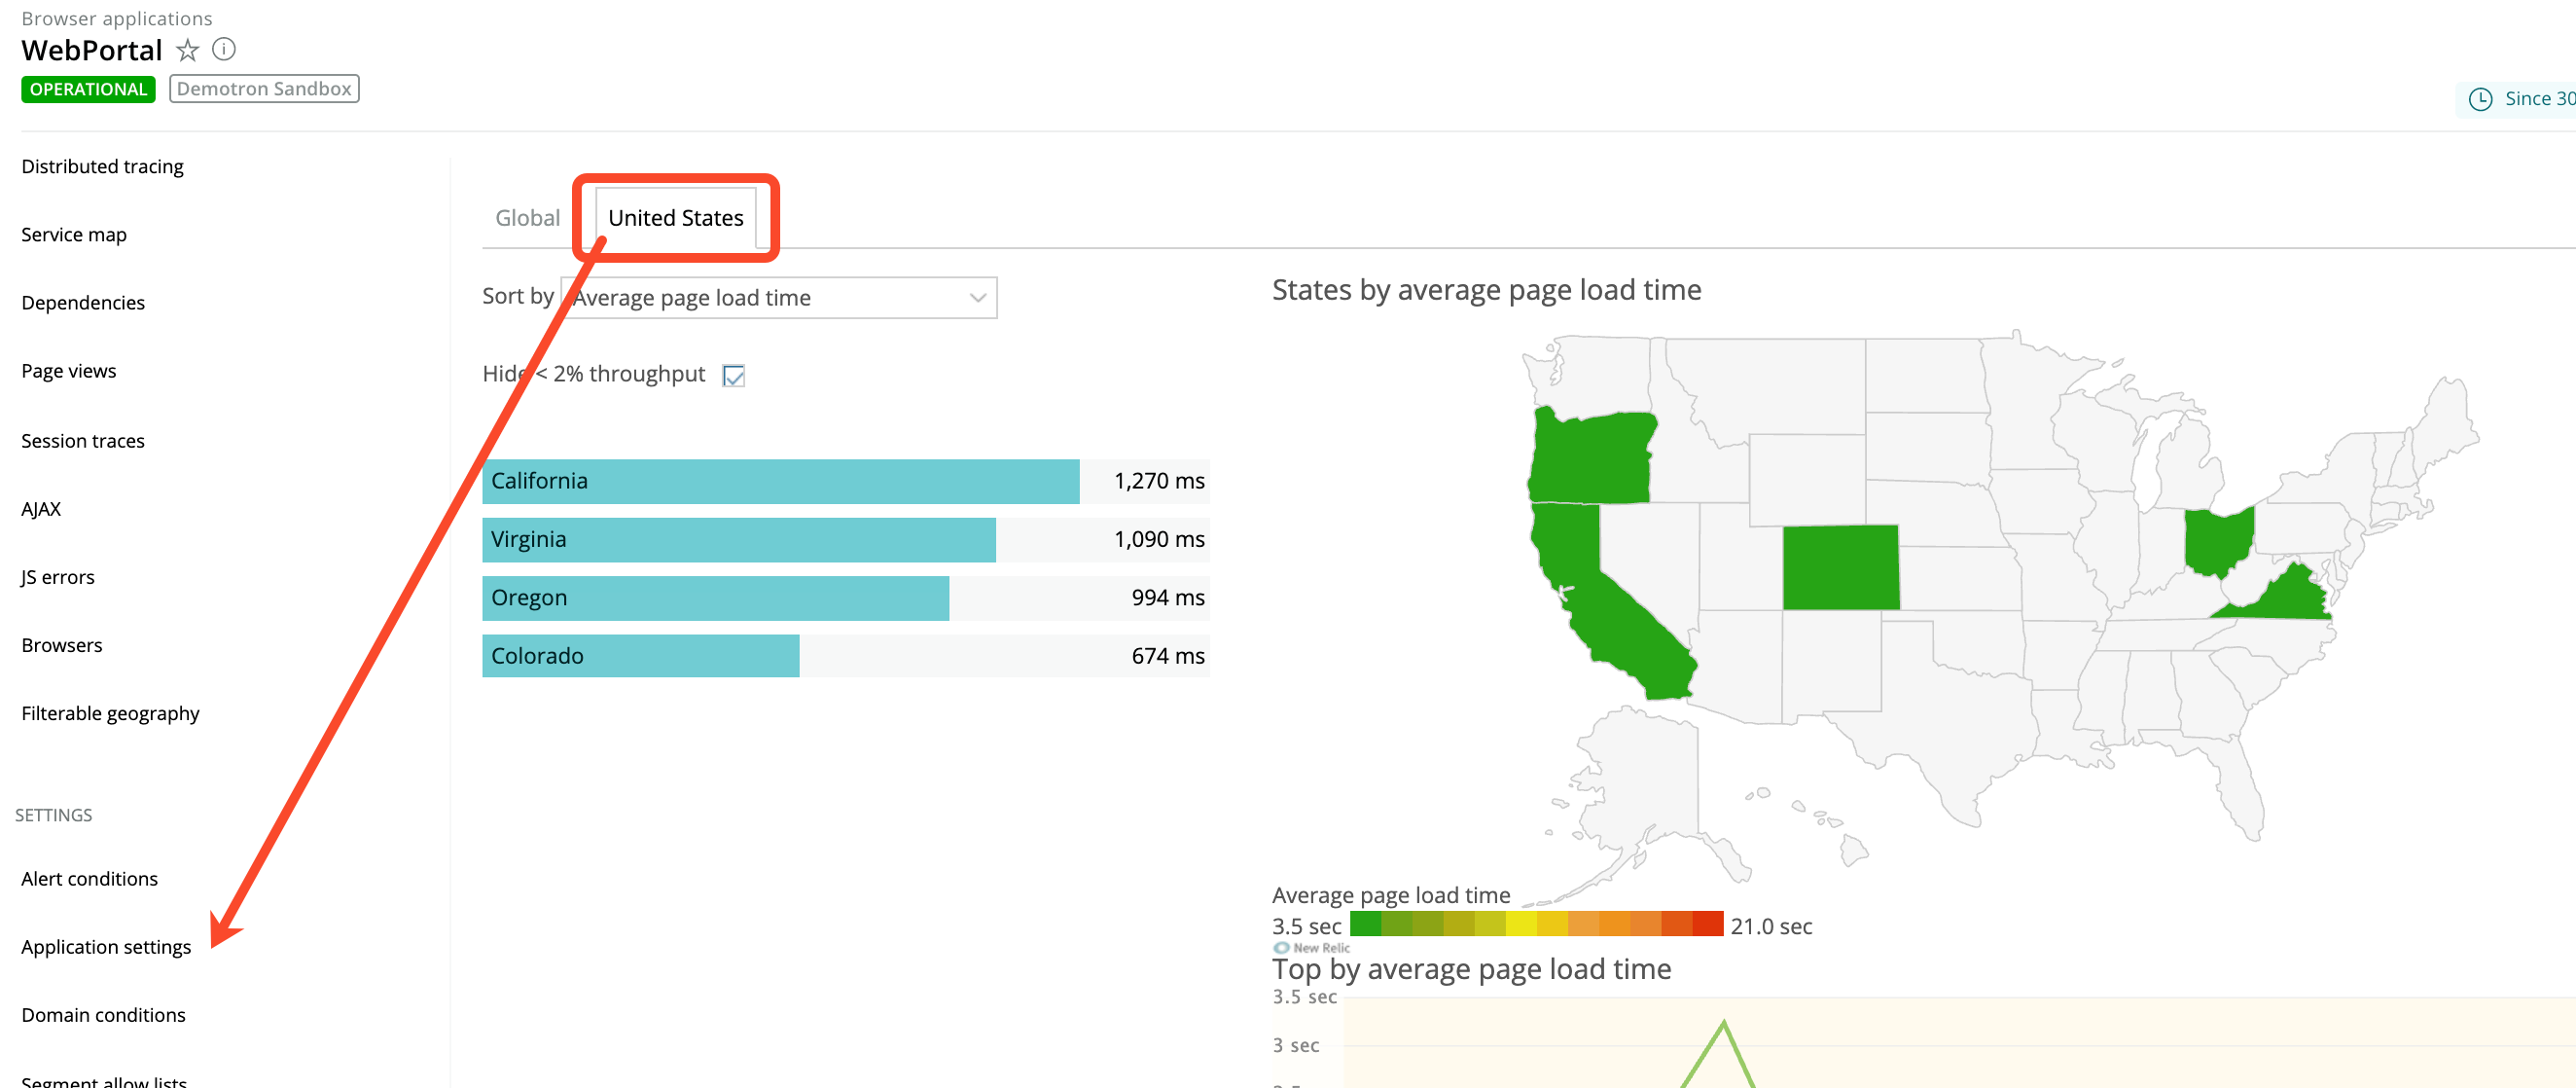 Browser applications
WebPortal
OPERATIONAL Demotron Sandbox
Since 30
Distributed tracing
Service map
Dependencies
Page views
Session traces
AJAX
JS errors
Browsers
Filterable geography
SETTINGS
Alert conditions
Application settings
Domain conditions
Segment allow lists
Global United States
Sort by Average page load time
Hide < 2% throughput
California 1,270 ms
Virginia 1,090 ms
Oregon 994 ms
Colorado 674 ms
States by average page load time
Average page load time
3.5 sec 21.0 sec
New Relic
Top by average page load time
3.5 sec
3 sec